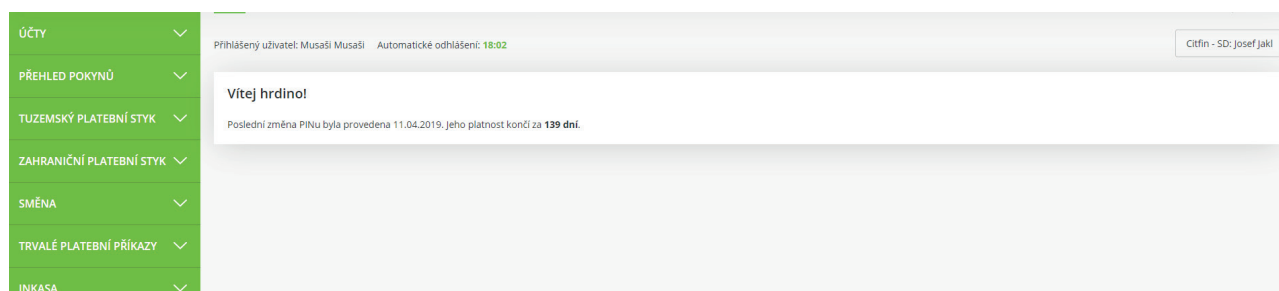 ÚČTY
PŘEHLED POKYNŮ
TUZEMSKÝ PLATEBNÍ STYK
ZAHRANIČNÍ PLATEBNÍ STYK
SMĚNA
TRVALÉ PLATEBNÍ PŘÍKAZY
INKASA
Přihlášený uživatel: Musaši Musaši Automatické odhlášení: 18:02
Citfin - SD: Josef Jakl
Vítej hrdino!
Poslední změna PINu byla provedena 11.04.2019. Jeho platnost končí za 139 dní.